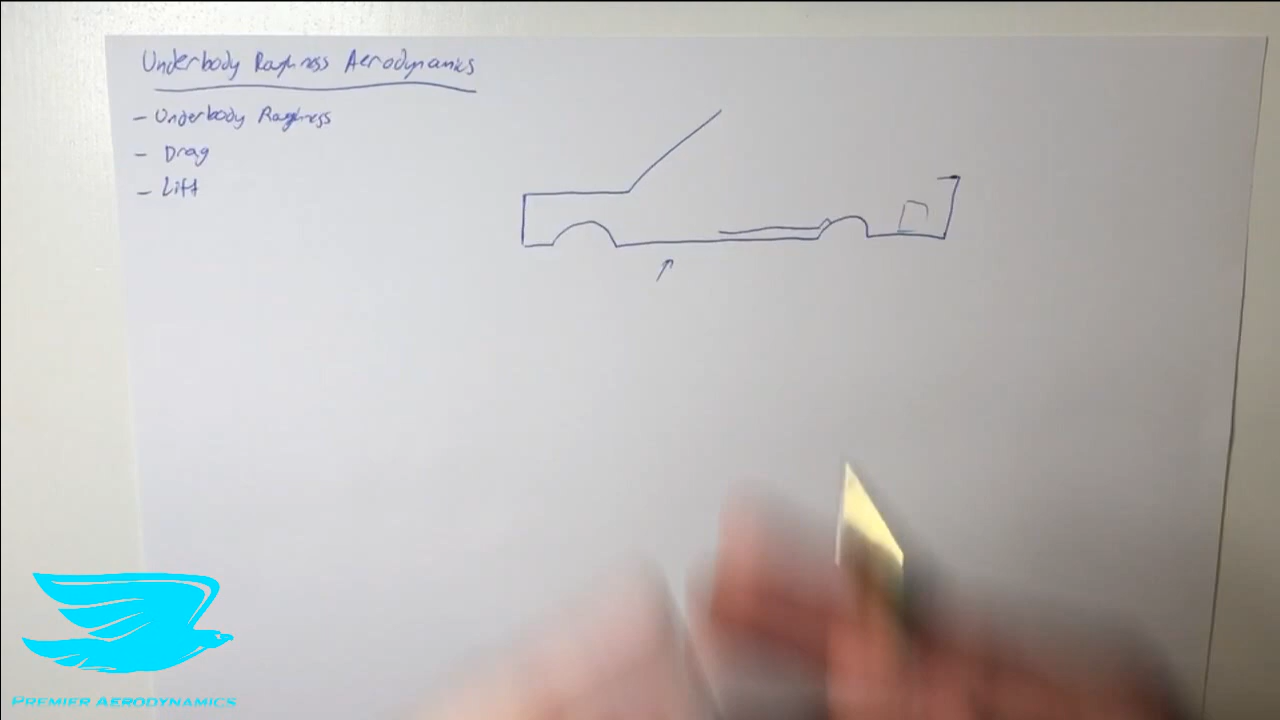 Underbody Roughness Aerodynamics
- Underbody Roughness
- Drag
- Lift
PREMIER AERODYNAMICS